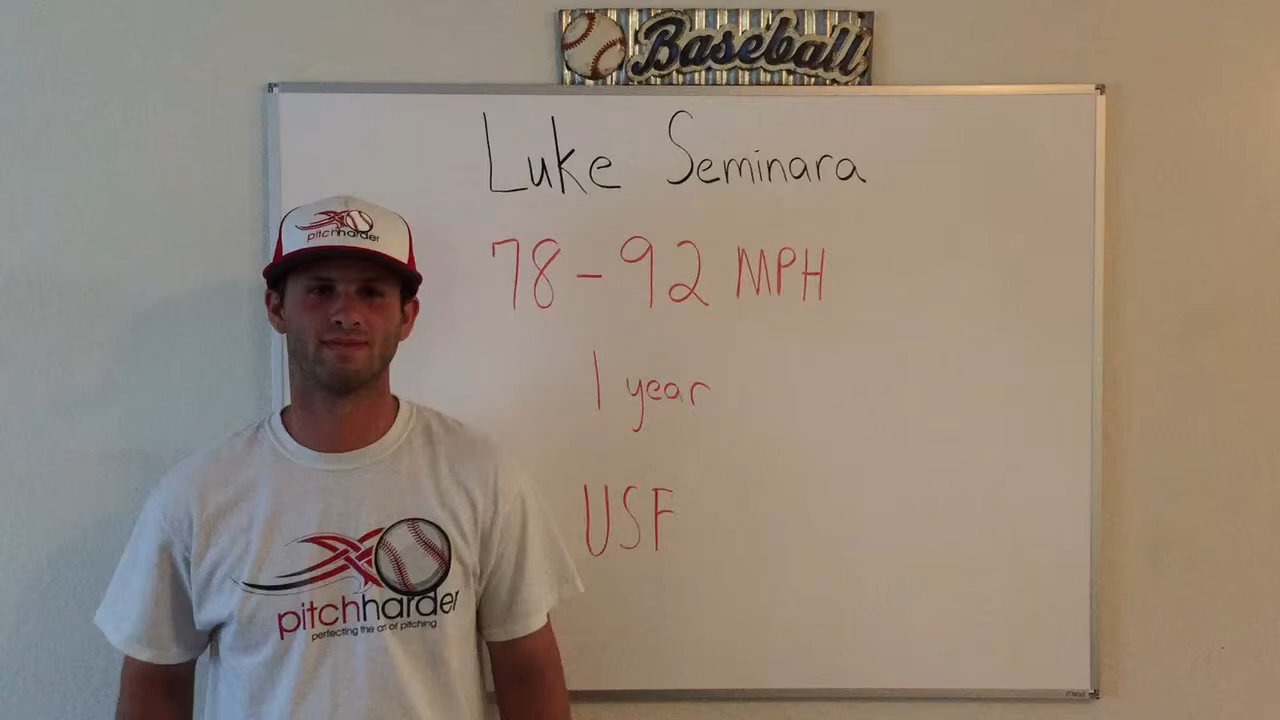 Baseball
Luke Seminara
78-92 MPH
1 year
USF
pitchharder
pitchharder
perfecting the art of pitching